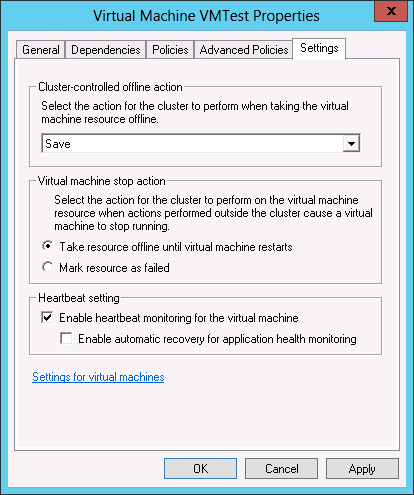 Virtual Machine VMTest Properties
x
General
Dependencies
Policies
Advanced Policies
Settings
Cluster-controlled offline action
Select the action for the cluster to perform when taking the virtual
machine resource offline.
Save
Virtual machine stop action
Select the action for the cluster to perform on the virtual machine
resource when actions performed outside the cluster cause a virtual
machine to stop running.
Take resource offline until virtual machine restarts
Mark resource as failed
Heartbeat setting
Enable heartbeat monitoring for the virtual machine
Enable automatic recovery for application health monitoring
Settings for virtual machines
OK
Cancel
Apply